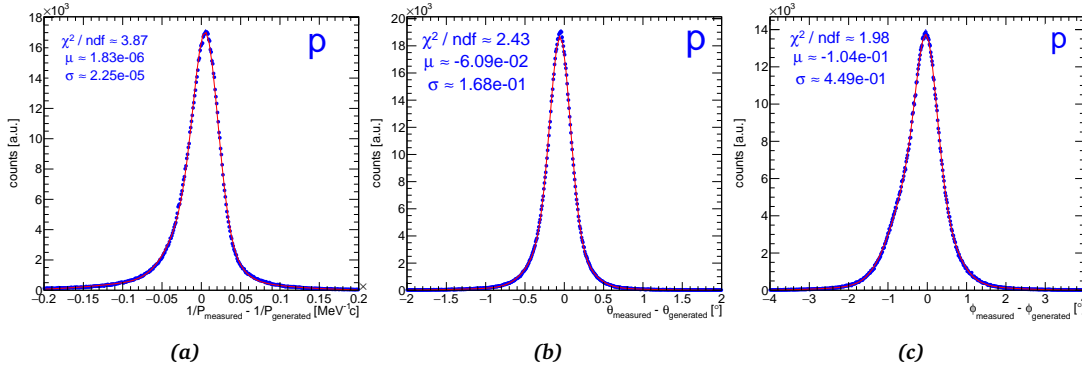 ×10³
18
16
14
12
10
8
6
4
2
0
counts [a.u.]
χ² / ndf ≈ 3.87
μ ≈ 1.83e-06
σ ≈ 2.25e-05
p
−0.2 −0.15 −0.1 −0.05 0 0.05 0.1 0.15 0.2
×
1/P_measured - 1/P_generated [MeV⁻¹c]
(a)
×10³
20
18
16
14
12
10
8
6
4
2
0
counts [a.u.]
χ² / ndf ≈ 2.43
μ ≈ -6.09e-02
σ ≈ 1.68e-01
p
−2 −1.5 −1 −0.5 0 0.5 1 1.5 2
θ_measured - θ_generated [°]
(b)
×10³
14
12
10
8
6
4
2
0
counts [a.u.]
χ² / ndf ≈ 1.98
μ ≈ -1.04e-01
σ ≈ 4.49e-01
p
−4 −3 −2 −1 0 1 2 3
ϕ_measured - ϕ_generated [°]
(c)